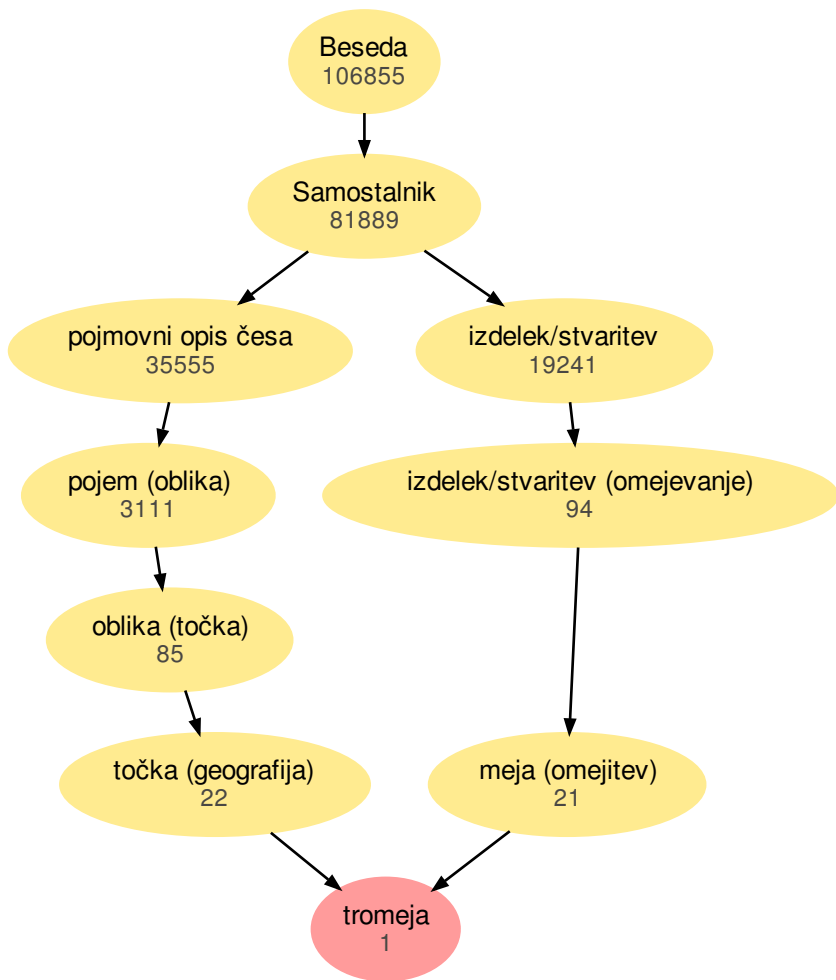 Beseda
106855
Samostalnik
81889
pojmovni opis česa
35555
izdelek/stvaritev
19241
pojem (oblika)
3111
izdelek/stvaritev (omejevanje)
94
oblika (točka)
85
točka (geografija)
22
meja (omejitev)
21
tromeja
1